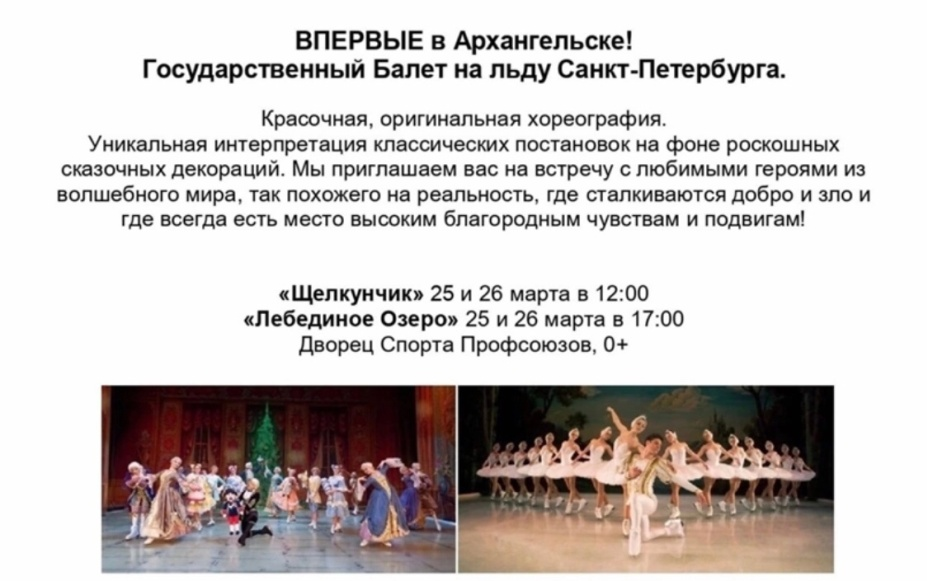 ВПЕРВЫЕ в Архангельске!
Государственный Балет на льду Санкт-Петербурга.
Красочная, оригинальная хореография.
Уникальная интерпретация классических постановок на фоне роскошных
сказочных декораций. Мы приглашаем вас на встречу с любимыми героями из
волшебного мира, так похожего на реальность, где сталкиваются добро и зло и
где всегда есть место высоким благородным чувствам и подвигам!
«Щелкунчик» 25 и 26 марта в 12:00
«Лебединое Озеро» 25 и 26 марта в 17:00
Дворец Спорта Профсоюзов, 0+